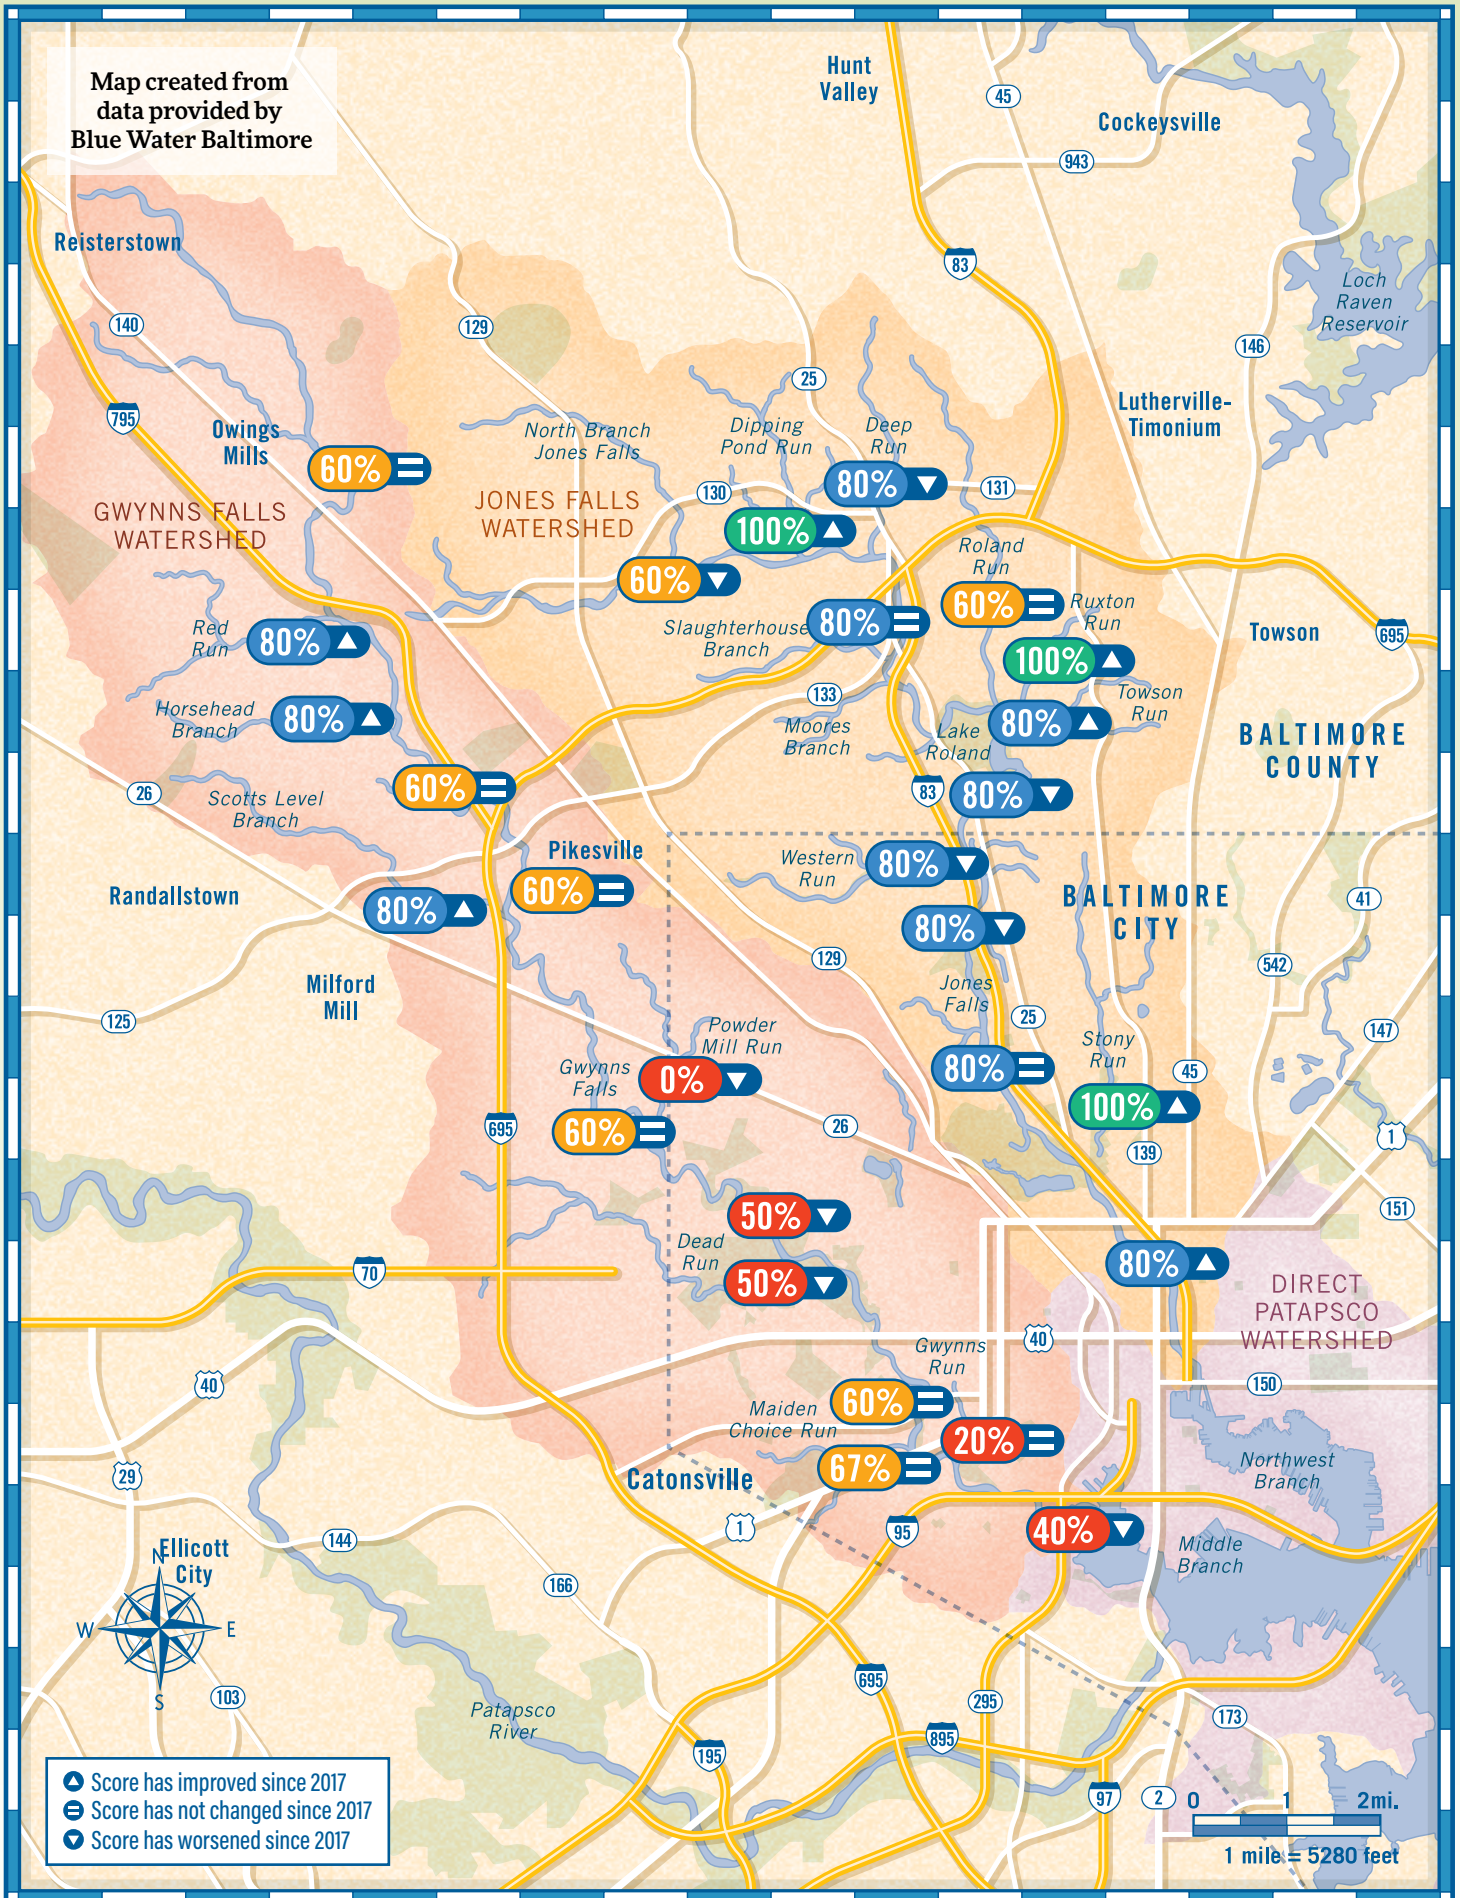 Map created from
data provided by
Blue Water Baltimore
Hunt
Valley
45
Cockeysville
943
Reisterstown
83
Loch
Raven
Reservoir
140
129
146
25
795
Lutherville-
Timonium
Owings
Mills
60%
North Branch
Jones Falls
Dipping
Pond Run
Deep
Run
80%
131
130
GWYNNS FALLS
WATERSHED
JONES FALLS
WATERSHED
100%
60%
Roland
Run
60%
Ruxton
Run
Red
Run
80%
Slaughterhouse
Branch
80%
Towson
695
100%
Towson
Run
133
Horsehead
Branch
80%
Moores
Branch
Lake
Roland
80%
BALTIMORE
COUNTY
26
Scotts Level
Branch
60%
83
80%
Pikesville
Western
Run
80%
Randallstown
80%
60%
BALTIMORE
CITY
41
80%
129
542
Milford
Mill
Jones
Falls
125
25
147
Powder
Mill Run
Stony
Run
Gwynns
Falls
0%
80%
45
100%
695
60%
26
1
139
151
50%
Dead
Run
50%
70
80%
DIRECT
PATAPSCO
WATERSHED
40
Gwynns
Run
40
150
60%
Maiden
Choice Run
20%
67%
29
Catonsville
Northwest
Branch
1
95
40%
Middle
Branch
144
Ellicott
City
N
W
E
S
166
103
695
295
Patapsco
River
173
195
895
97
2
Score has improved since 2017
Score has not changed since 2017
Score has worsened since 2017
0 1 2mi.
1 mile = 5280 feet